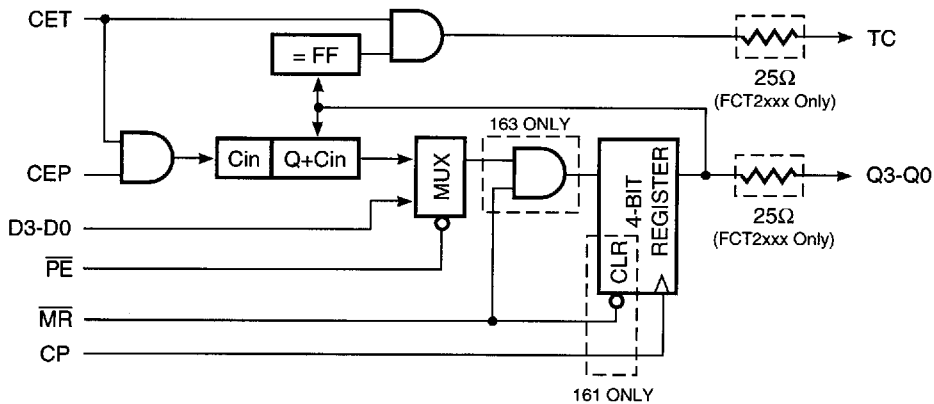 CET
= FF
TC
25Ω
(FCT2xxx Only)
163 ONLY
CEP
Cin
Q+Cin
MUX
4-BIT
REGISTER
Q3-Q0
25Ω
(FCT2xxx Only)
D3-D0
PE
CLR
MR
CP
161 ONLY